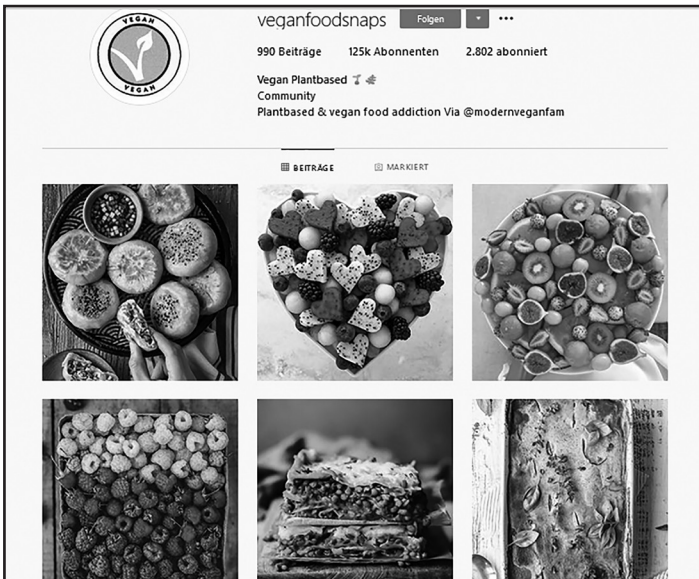 VEGAN
VEGAN
veganfoodsnaps Folgen
990 Beiträge 125k Abonnenten 2.802 abonniert
Vegan Plantbased
Community
Plantbased & vegan food addiction Via @modernveganfam
BEITRÄGE MARKIERT